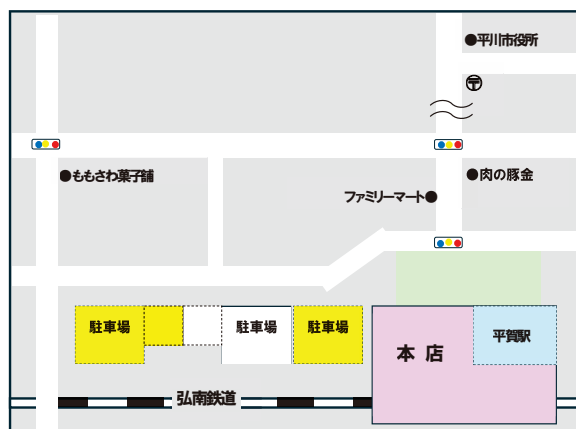 ●平川市役所
〒
●ももさわ菓子舗
●肉の豚金
ファミリーマート●
駐車場
駐車場
駐車場
本店
平賀駅
弘南鉄道